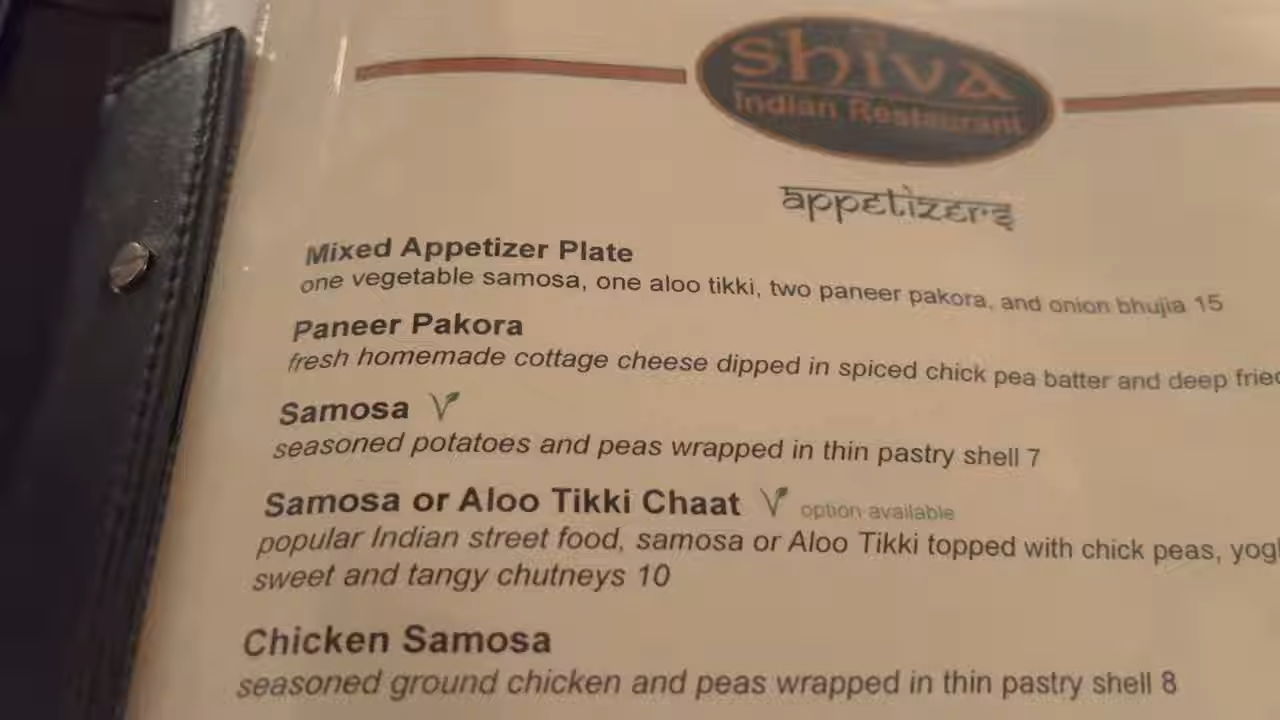 Shiva
Indian Restaurant
appetizers
Mixed Appetizer Plate
one vegetable samosa, one aloo tikki, two paneer pakora, and onion bhujia 15
Paneer Pakora
fresh homemade cottage cheese dipped in spiced chick pea batter and deep fried
Samosa V
seasoned potatoes and peas wrapped in thin pastry shell 7
Samosa or Aloo Tikki Chaat V option available
popular Indian street food, samosa or Aloo Tikki topped with chick peas,
sweet and tangy chutneys 10
Chicken Samosa
seasoned ground chicken and peas wrapped in thin pastry shell 8